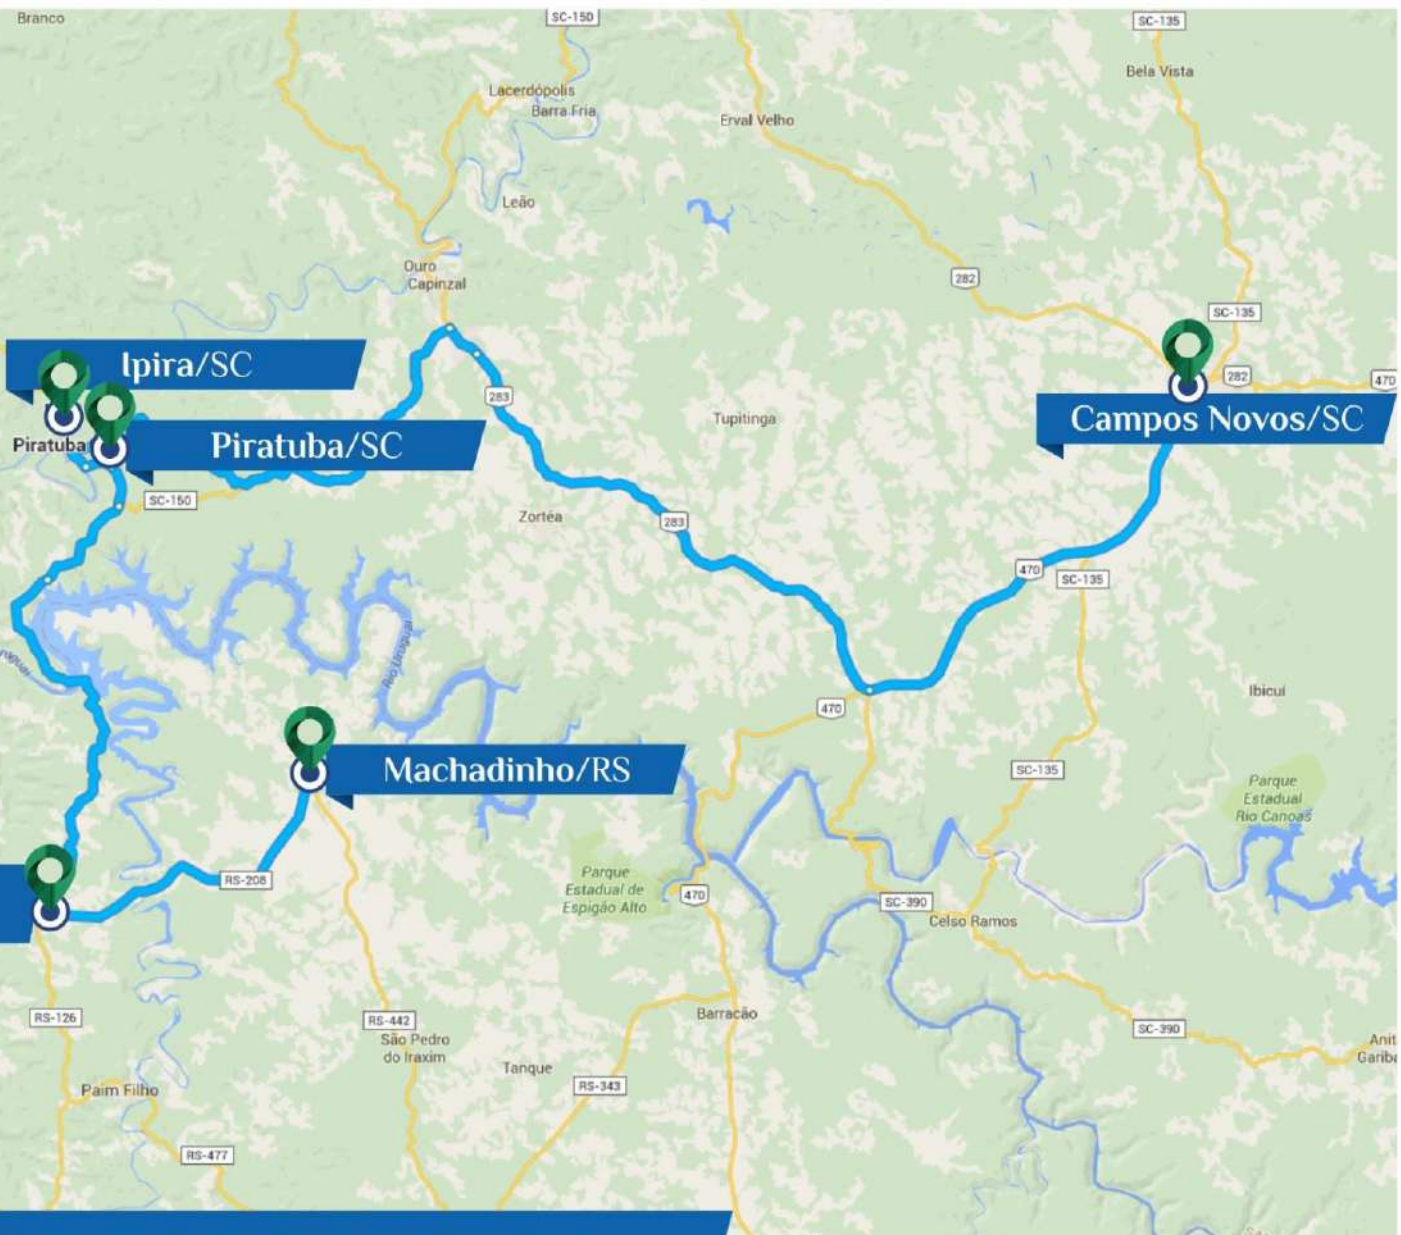 Branco
SC-150
SC-135
Bela Vista
Lacerdópolis
Barra Fria
Erval Velho
Leão
Ouro
Capinzal
282
SC-135
Ipira/SC
282
470
283
Campos Novos/SC
Tupitinga
Piratuba
Piratuba/SC
SC-150
Zortéa
283
470
SC-135
Rio Uruguai
Ibicuí
470
Machadinho/RS
SC-135
Parque
Estadual
Rio Canoas
RS-208
Parque
Estadual de
Espigão Alto
470
SC-390
Celso Ramos
RS-126
RS-442
Barracão
SC-390
São Pedro
do Iraxim
Anit
Gariba
Tanque
RS-343
Paim Filho
RS-477